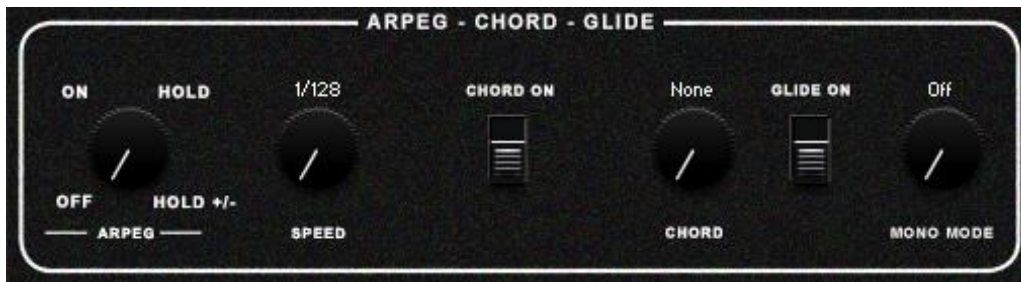 ARPEG - CHORD - GLIDE
ON HOLD 1/128 CHORD ON None GLIDE ON Off
OFF HOLD +/-
ARPEG SPEED CHORD MONO MODE